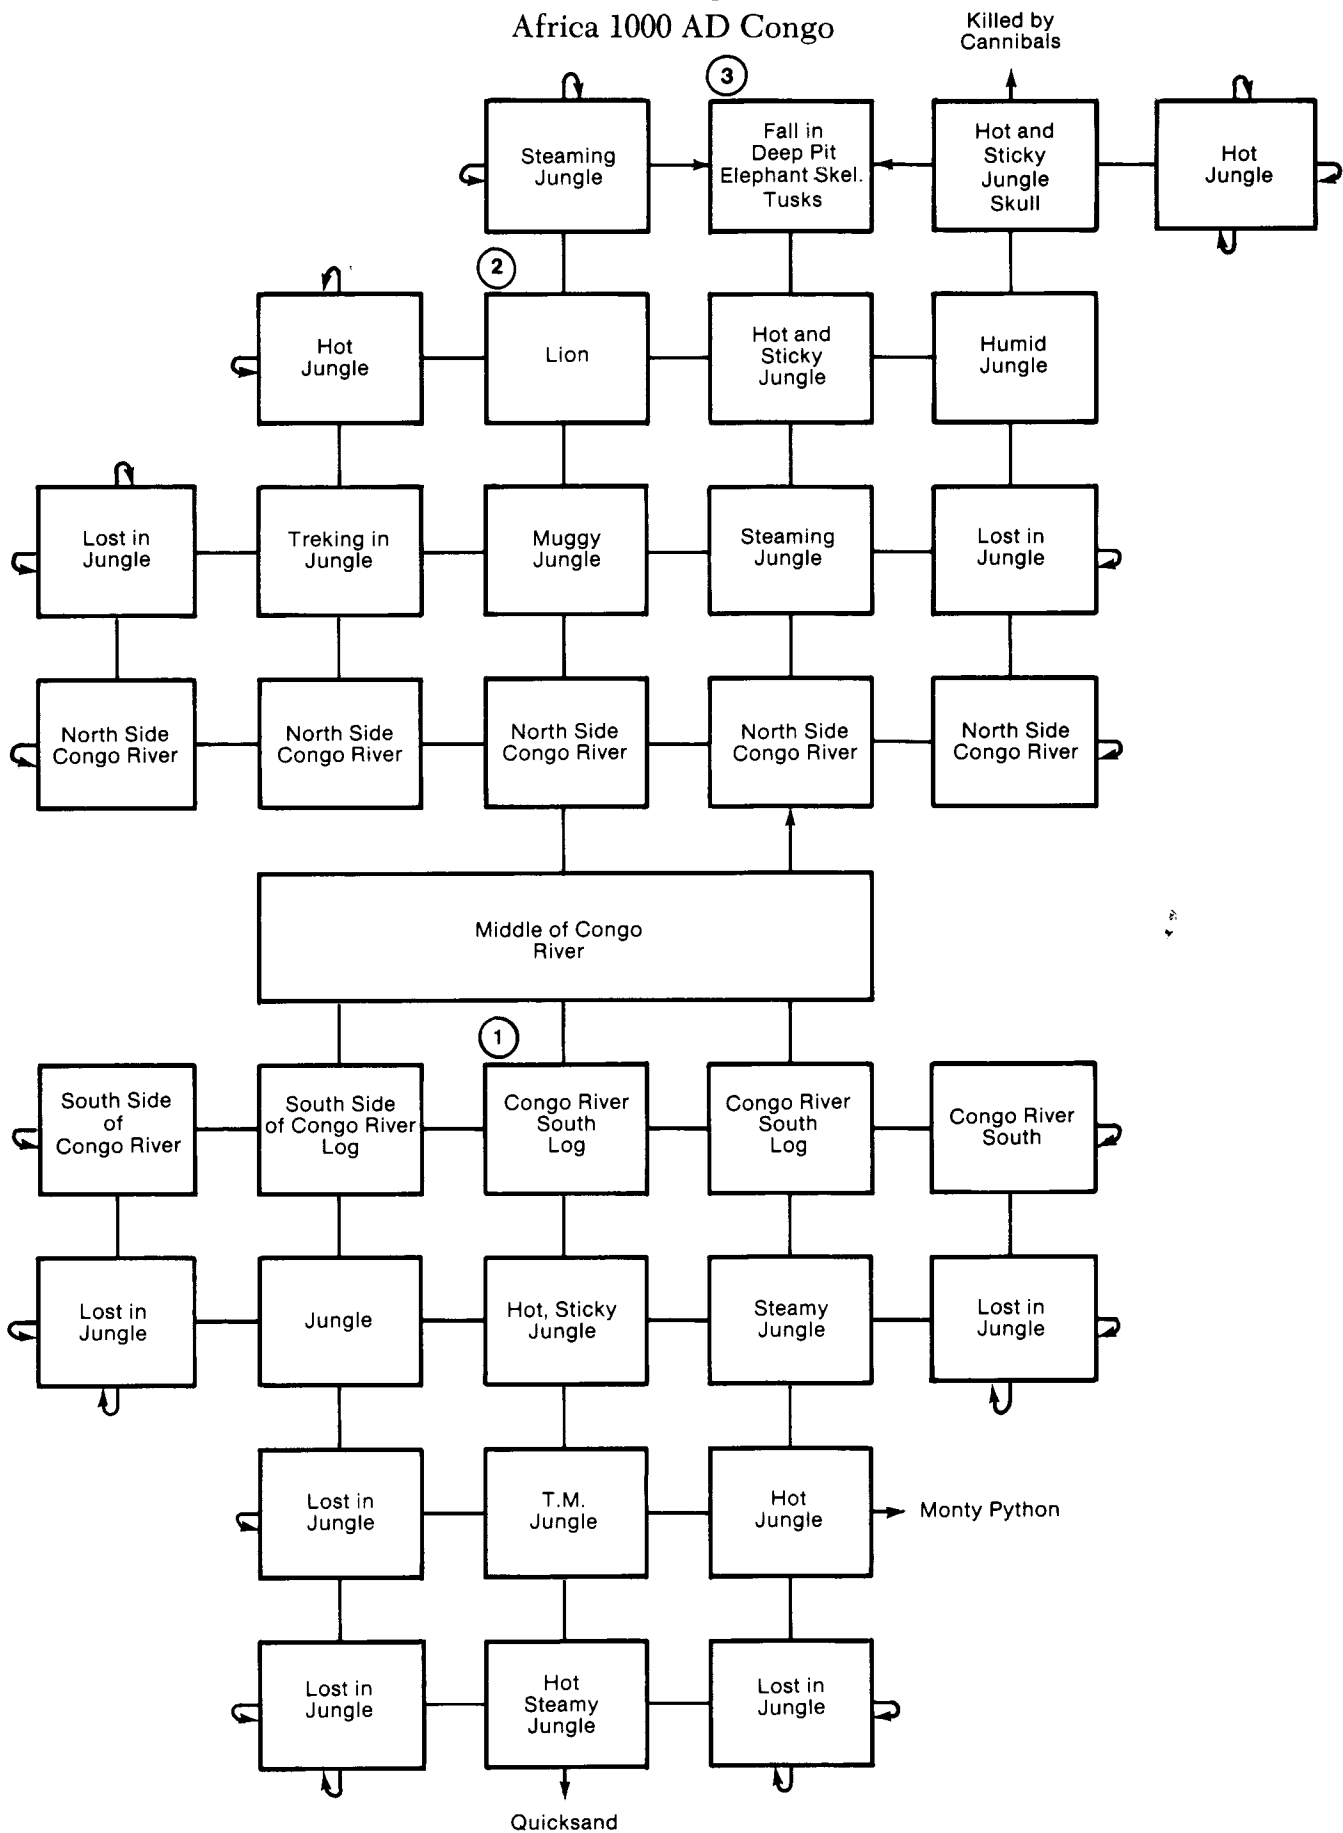 Africa 1000 AD Congo
Killed by
Cannibals
3
Steaming
Jungle
Fall in
Deep Pit
Elephant Skel.
Tusks
Hot and
Sticky
Jungle
Skull
Hot
Jungle
2
Hot
Jungle
Lion
Hot and
Sticky
Jungle
Humid
Jungle
Lost in
Jungle
Treking in
Jungle
Muggy
Jungle
Steaming
Jungle
Lost in
Jungle
North Side
Congo River
North Side
Congo River
North Side
Congo River
North Side
Congo River
North Side
Congo River
Middle of Congo
River
1
South Side
of
Congo River
South Side
of Congo River
Log
Congo River
South
Log
Congo River
South
Log
Congo River
South
Lost in
Jungle
Jungle
Hot, Sticky
Jungle
Steamy
Jungle
Lost in
Jungle
Lost in
Jungle
T.M.
Jungle
Hot
Jungle
Monty Python
Lost in
Jungle
Hot
Steamy
Jungle
Lost in
Jungle
Quicksand